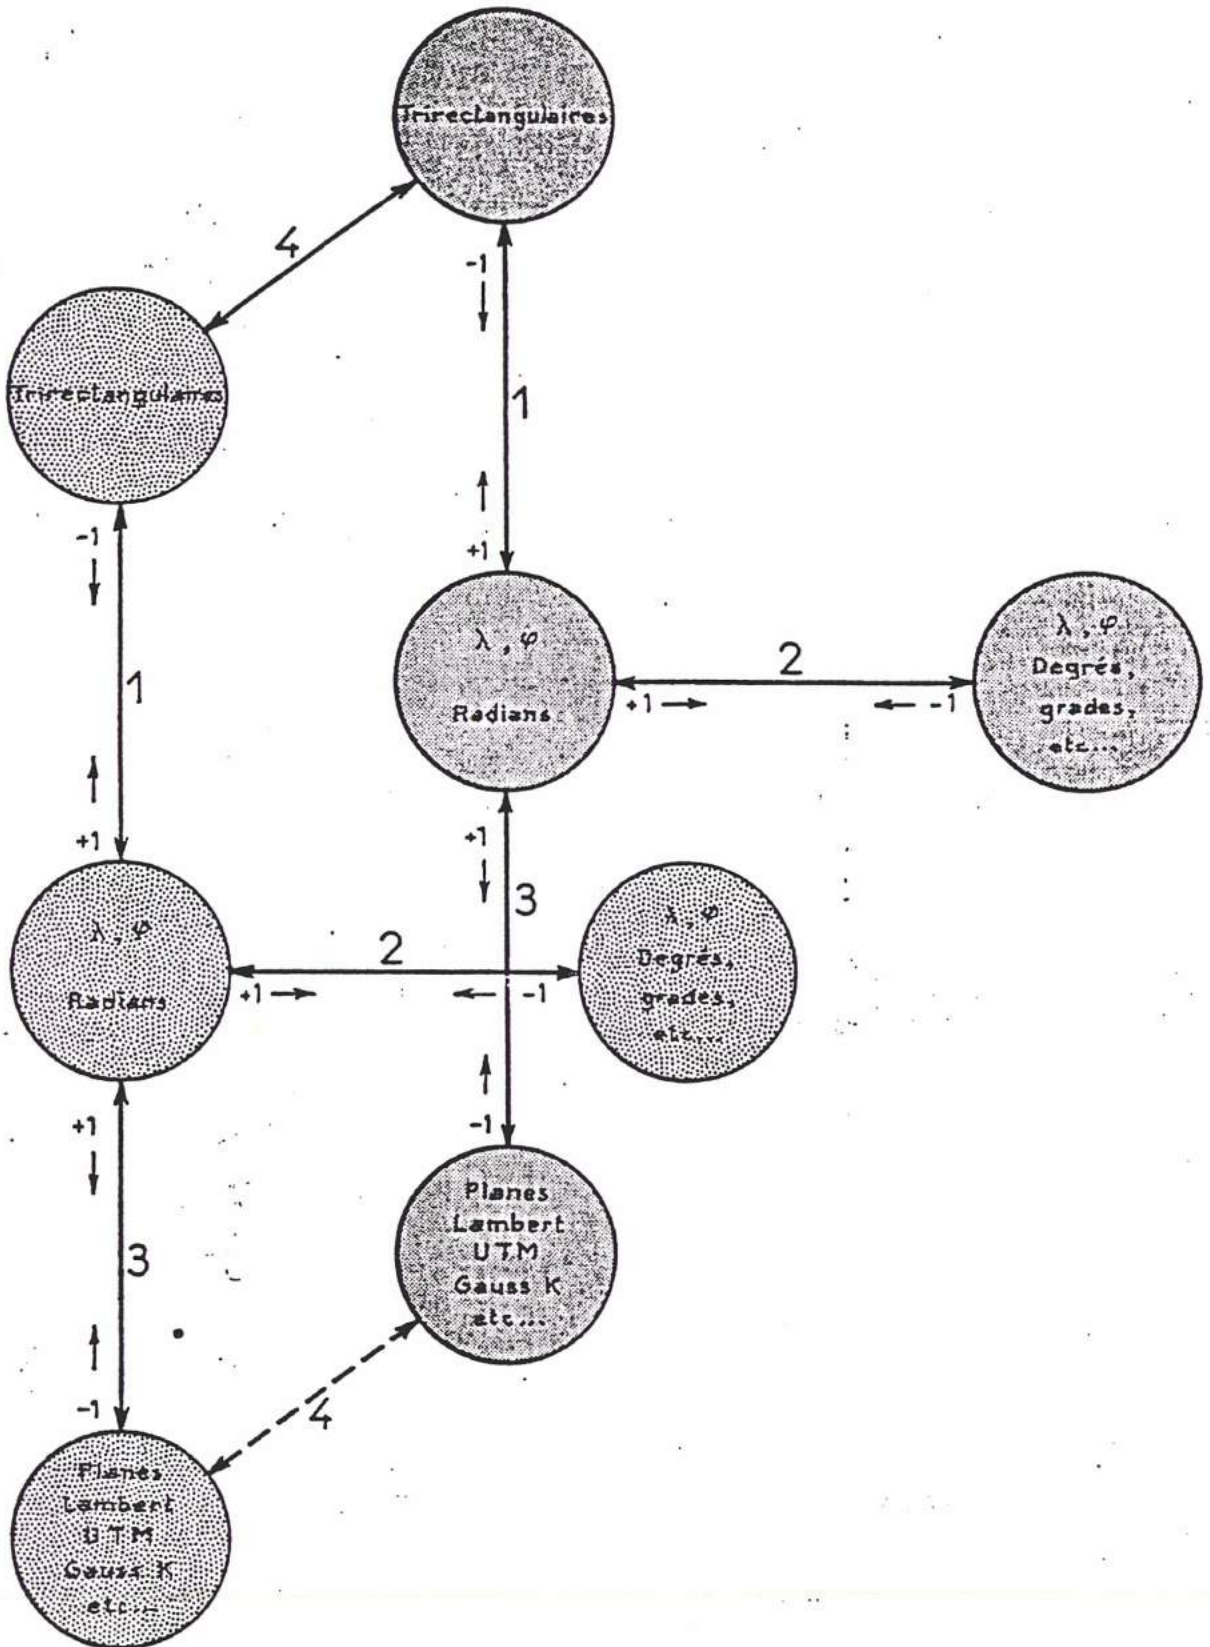 Trirectangulaires
4
-1
Trirectangulaires
1
-1
+1
λ, φ
Radians
2
+1
-1
λ, φ
Degrés,
grades,
etc...
1
+1
+1
3
λ, φ
Radians
2
+1
-1
λ, φ
Degrés,
grades,
etc...
+1
-1
3
Planes
Lambert
UTM
Gauss K
etc...
-1
4
Planes
Lambert
UTM
Gauss K
etc...